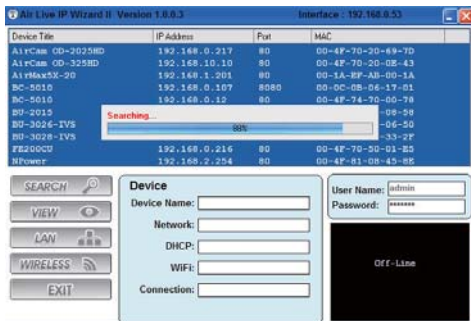 Air Live IP Wizard II Version 1.0.0.3 Interface : 192.168.0.53
Device Title IP Address Port MAC
AirCam OD-2025HD 192.168.0.217 80 00-4F-70-20-69-7D
AirCam OD-325HD 192.168.10.10 80 00-4F-70-20-0E-43
AirMax5X-20 192.168.1.201 80 00-1A-EF-AB-00-1A
BC-5010 192.168.0.107 8080 00-0C-0B-06-17-01
BC-5010 192.168.0.12 80 00-4F-74-70-00-78
BU-2015 -08-58
Searching...
BU-3026-IVS -06-50
98%
BU-3028-IVS -33-2F
FE200CU 192.168.0.216 80 00-4F-70-50-01-E5
NPower 192.168.2.254 80 00-4F-81-08-45-8E
SEARCH
VIEW
LAN
WIRELESS
EXIT
Device
Device Name:
Network:
DHCP:
WiFi:
Connection:
User Name: admin
Password: *******
Off-Line